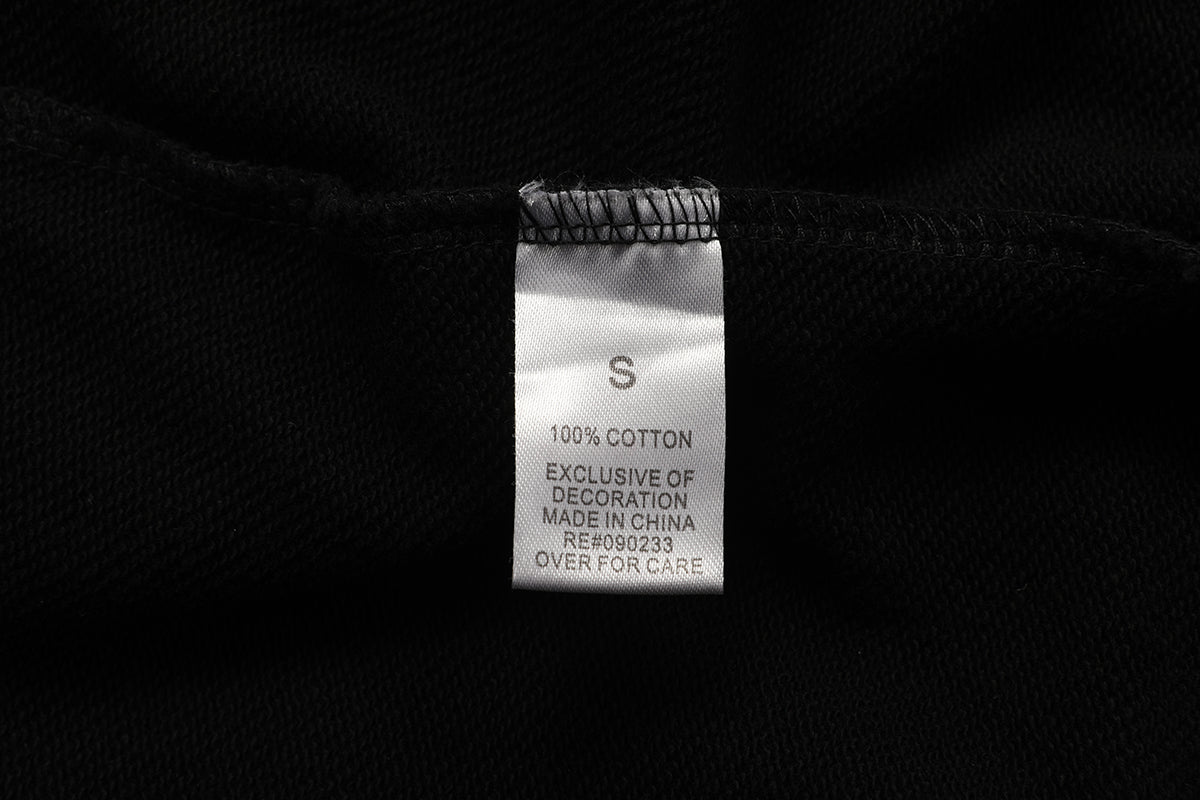 S
100% COTTON
EXCLUSIVE OF
DECORATION
MADE IN CHINA
RE#090233
OVER FOR CARE